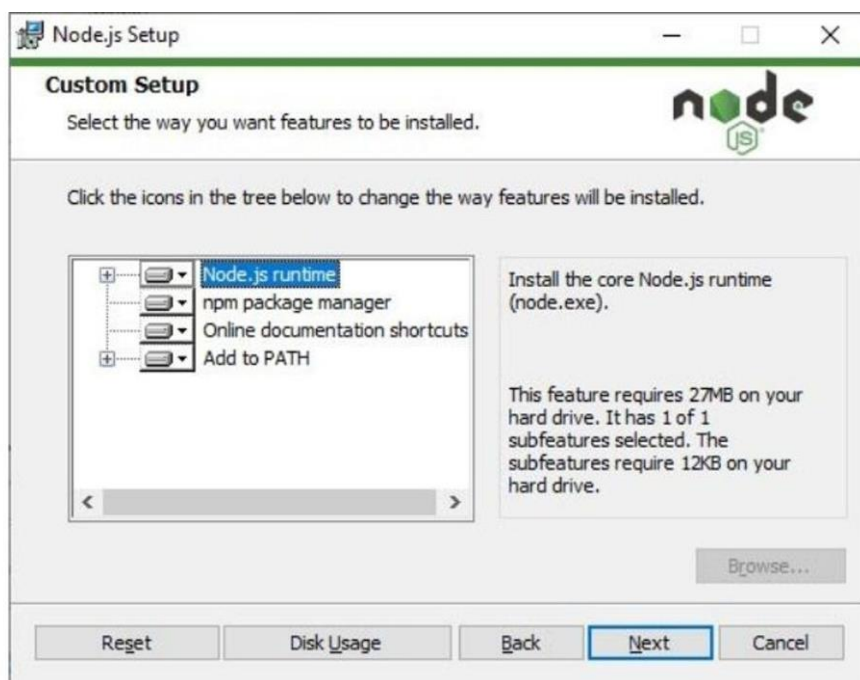 Node.js Setup
Custom Setup
Select the way you want features to be installed.
node
JS
Click the icons in the tree below to change the way features will be installed.
Node.js runtime
npm package manager
Online documentation shortcuts
Add to PATH
Install the core Node.js runtime
(node.exe).
This feature requires 27MB on your
hard drive. It has 1 of 1
subfeatures selected. The
subfeatures require 12KB on your
hard drive.
Browse...
Reset
Disk Usage
Back
Next
Cancel